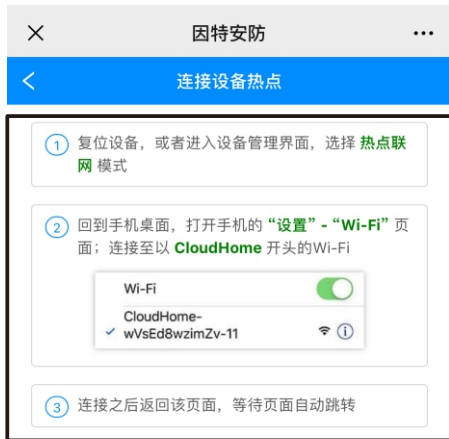 因特安防
连接设备热点
1 复位设备，或者进入设备管理界面，选择 热点联
网 模式
2 回到手机桌面，打开手机的 “设置” - “Wi-Fi” 页
面；连接至以 CloudHome 开头的Wi-Fi
Wi-Fi
CloudHome-
wVsEd8wzimZv-11
3 连接之后返回该页面，等待页面自动跳转